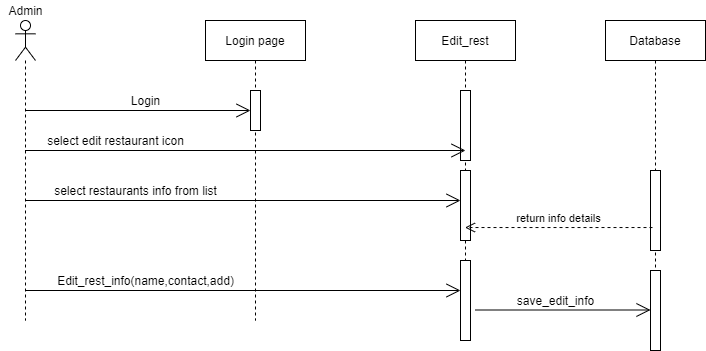 Admin
Login page
Edit_rest
Database
Login
select edit restaurant icon
select restaurants info from list
return info details
Edit_rest_info(name,contact,add)
save_edit_info